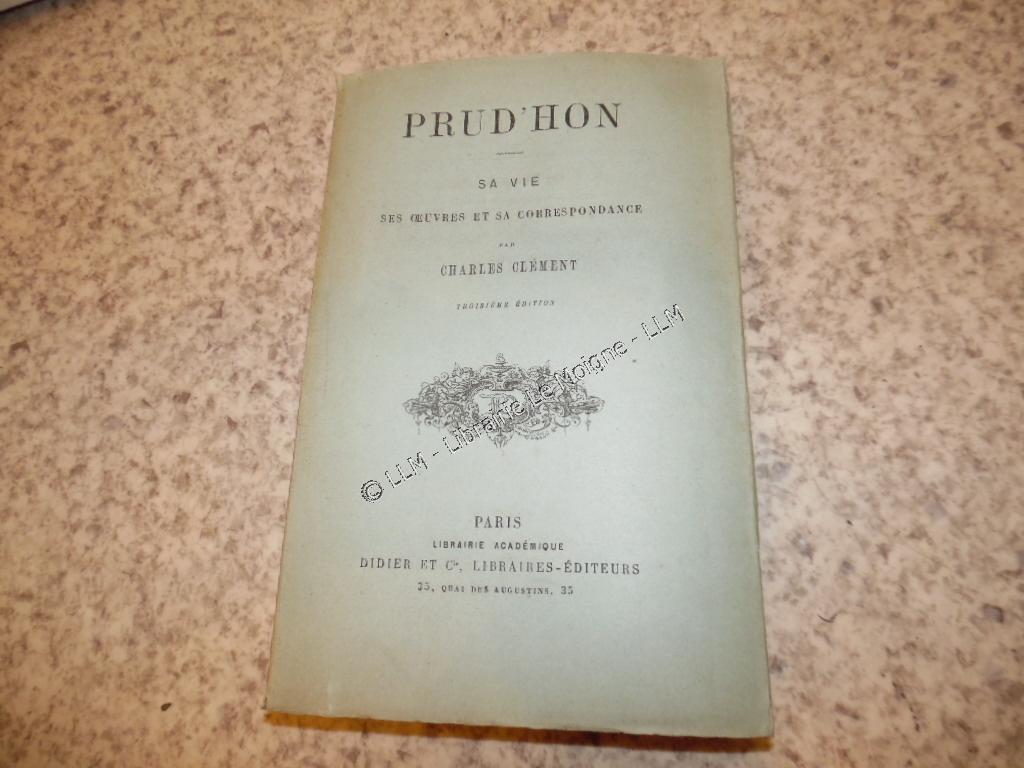 PRUD'HON
SA VIE
SES ŒUVRES ET SA CORRESPONDANCE
PAR
CHARLES CLÉMENT
TROISIÈME ÉDITION
© LLM - Librairie Le Moigne - LLM
PARIS
LIBRAIRIE ACADÉMIQUE
DIDIER ET Cie, LIBRAIRES-ÉDITEURS
35, QUAI DES AUGUSTINS, 35